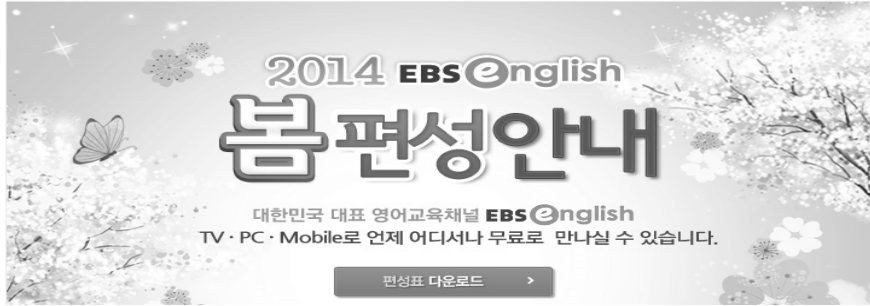 2014 EBS english
봄 편성안내
대한민국 대표 영어교육채널 EBS english
TV · PC · Mobile로 언제 어디서나 무료로 만나실 수 있습니다.
편성표 다운로드 >